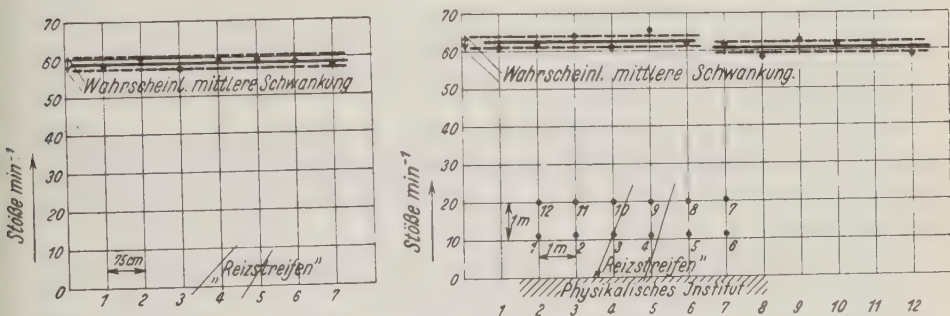 70
60
50
40
30
20
10
0
Stöße min⁻¹
Wahrscheinl. mittlere Schwankung
75cm
„Reizstreifen"
1 2 3 4 5 6 7
70
60
50
40
30
20
10
0
Stöße min⁻¹
Wahrscheinl. mittlere Schwankung.
12 11 10 9 8 7
1m
1 2 3 4 5 6
1m
„Reizstreifen"
Physikalisches Institut
1 2 3 4 5 6 7 8 9 10 11 12